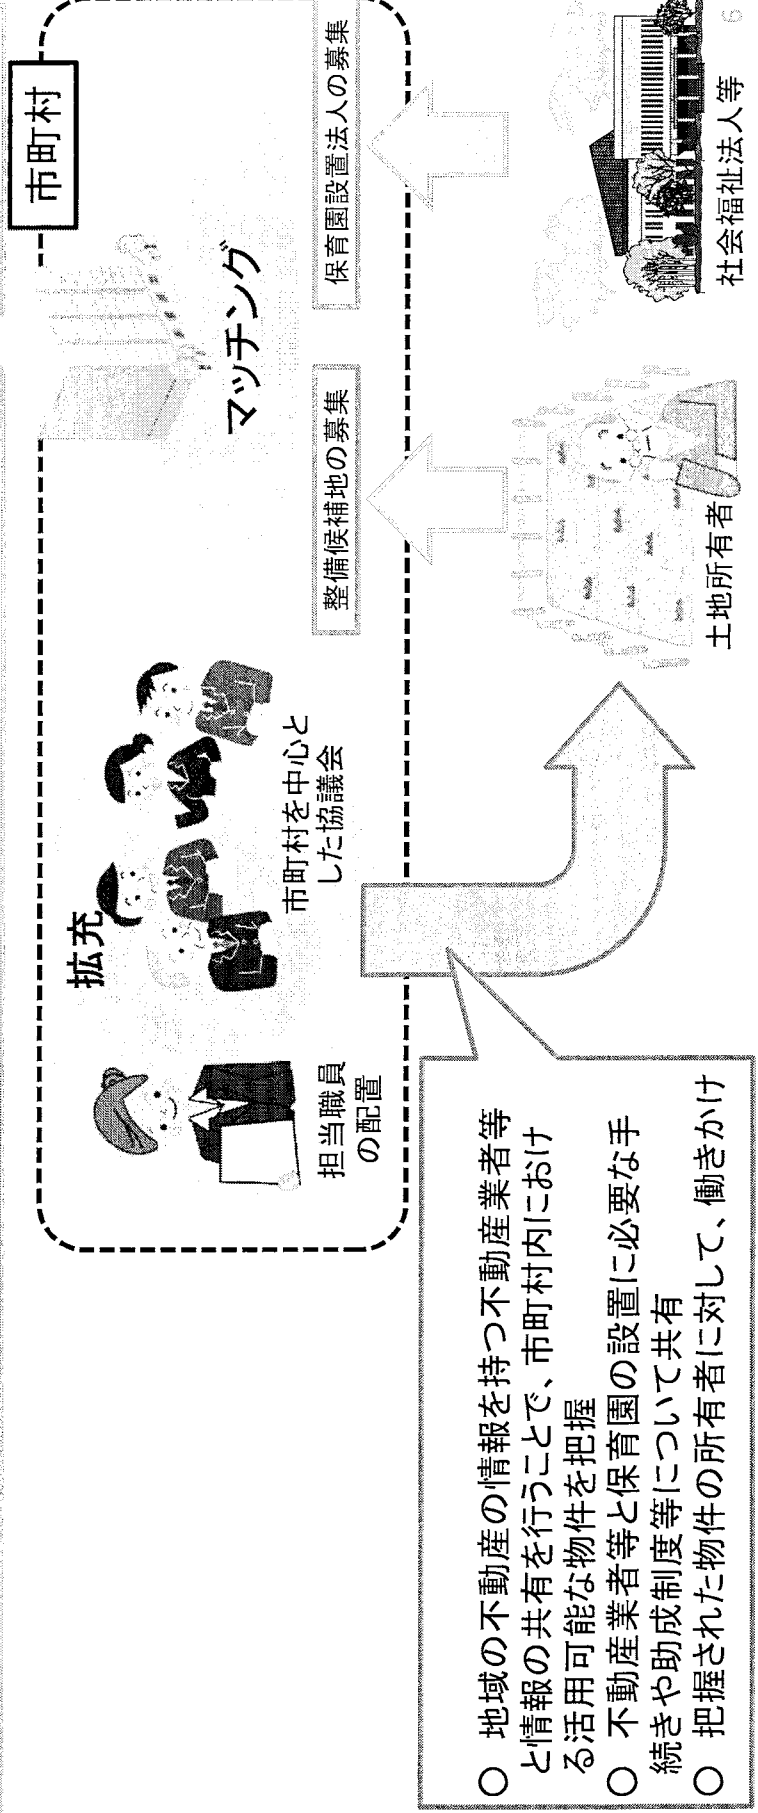 市町村
拡充
マッチング
担当職員
の配置
市町村を中心と
した協議会
整備候補地の募集
保育園設置法人の募集
○ 地域の不動産の情報を持つ不動産業者等
と情報の共有を行うことで、市町村内におけ
る活用可能な物件を把握
○ 不動産業者等と保育園の設置に必要な手
続きや助成制度等について共有
○ 把握された物件の所有者に対して、働きかけ
土地所有者
社会福祉法人等
6